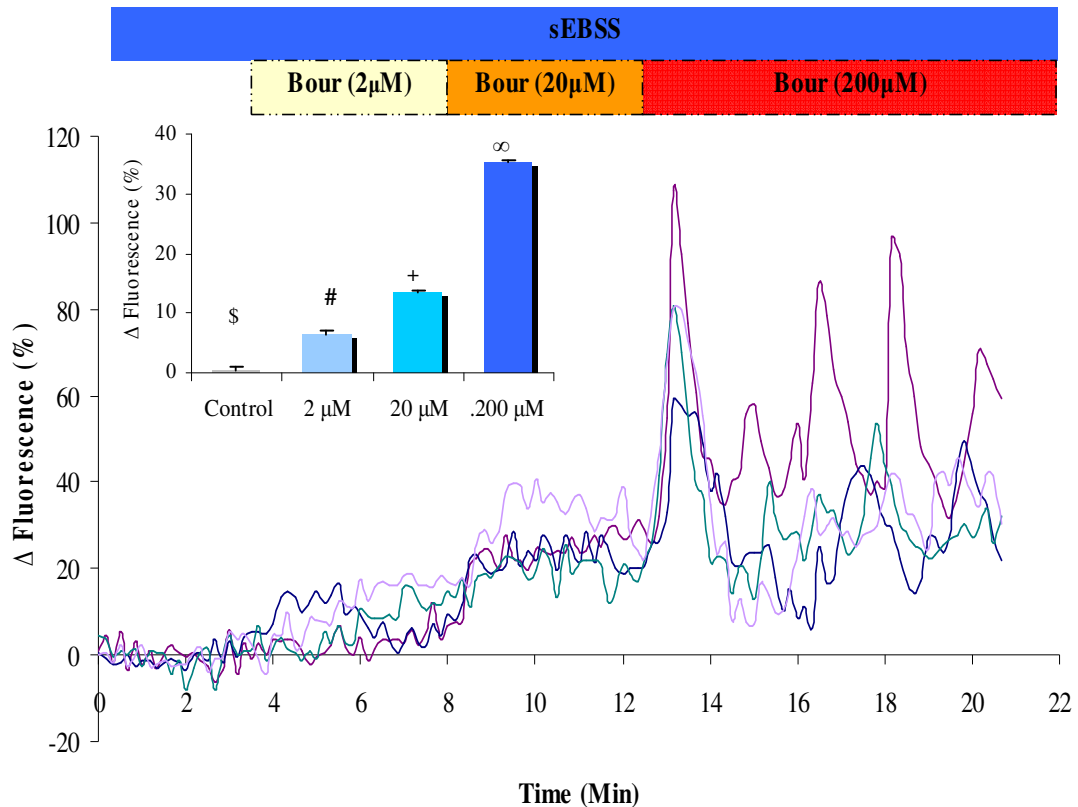 sEBSS
Bour (2µM) Bour (20µM) Bour (200µM)
Δ Fluorescence (%)
120
100
80
60
40
20
0
-20
0 2 4 6 8 10 12 14 16 18 20 22
Time (Min)
Δ Fluorescence (%)
40
30
20
10
0
$ # + ∞
Control 2 µM 20 µM .200 µM